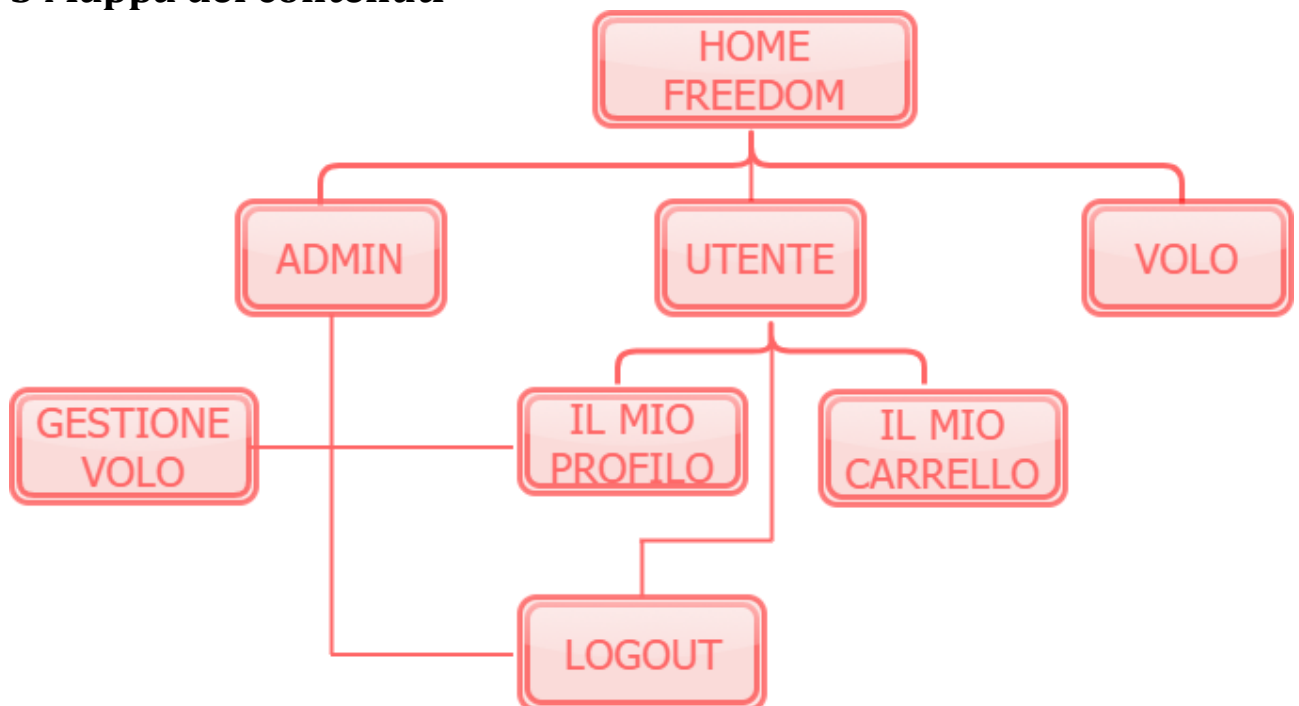 HOME
FREEDOM
ADMIN
UTENTE
VOLO
GESTIONE
VOLO
IL MIO
PROFILO
IL MIO
CARRELLO
LOGOUT